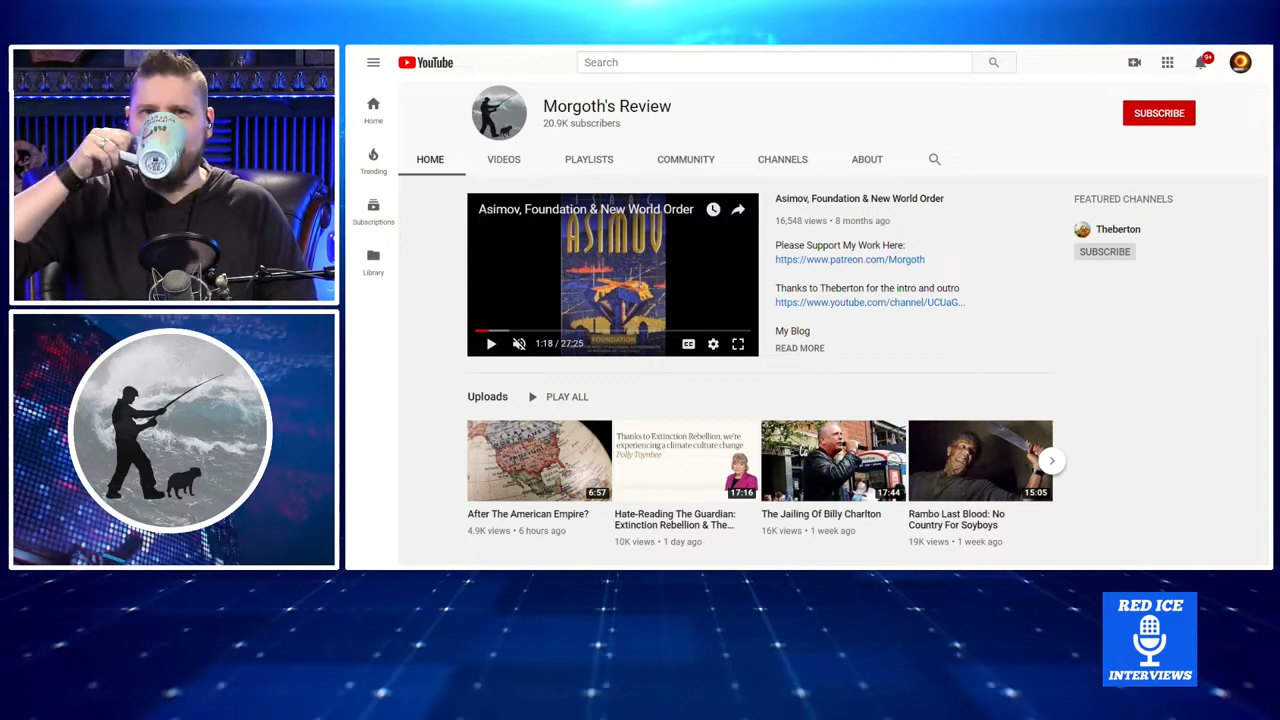 YouTube
Search
9+
Home
Trending
Subscriptions
Library
Morgoth's Review
20.9K subscribers
SUBSCRIBE
HOME
VIDEOS
PLAYLISTS
COMMUNITY
CHANNELS
ABOUT
Asimov, Foundation & New World Order
ASIMOV
FOUNDATION
1:18 / 27:25
CC
Asimov, Foundation & New World Order
16,548 views • 8 months ago
Please Support My Work Here:
https://www.patreon.com/Morgoth
Thanks to Theberton for the intro and outro
https://www.youtube.com/channel/UCUaG...
My Blog
READ MORE
FEATURED CHANNELS
Theberton
SUBSCRIBE
Uploads
PLAY ALL
6:57
After The American Empire?
4.9K views • 6 hours ago
Thanks to Extinction Rebellion, we're
experiencing a climate culture change
Polly Toynbee
17:16
Hate-Reading The Guardian:
Extinction Rebellion & The...
10K views • 1 day ago
17:44
The Jailing Of Billy Charlton
16K views • 1 week ago
15:05
Rambo Last Blood: No
Country For Soyboys
19K views • 1 week ago
RED ICE
INTERVIEWS